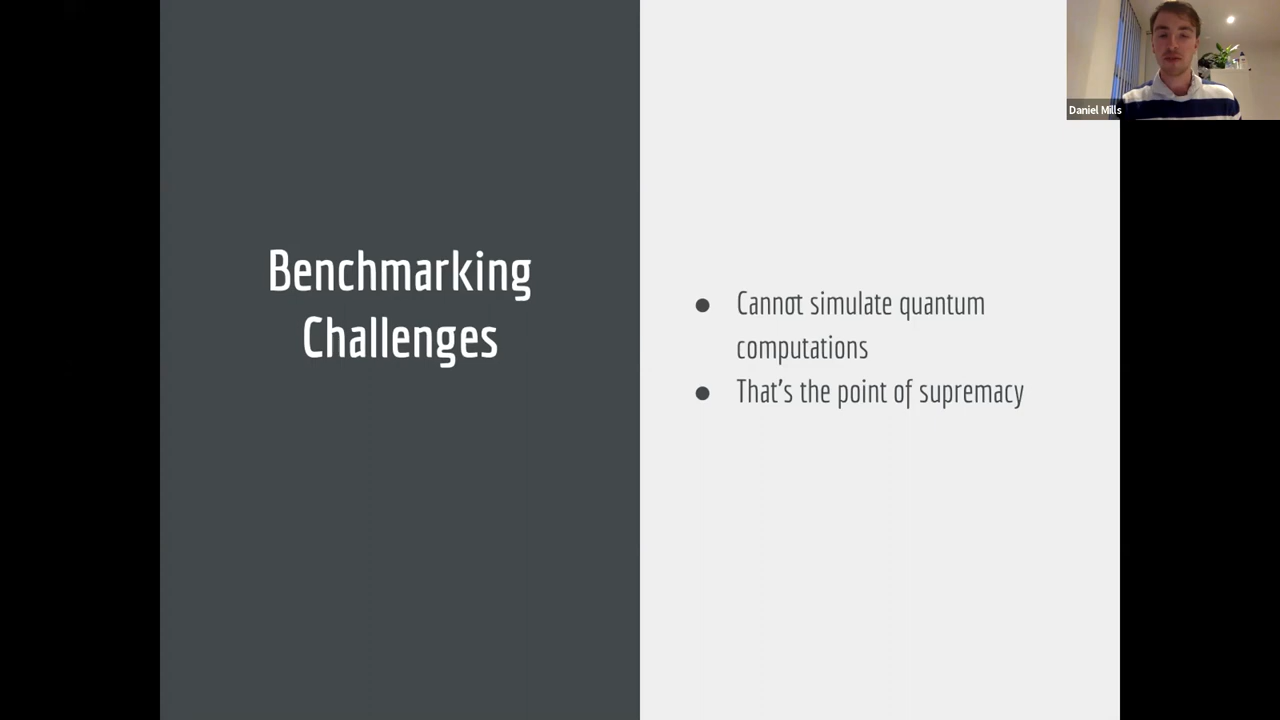 Benchmarking
Challenges
● Cannot simulate quantum
computations
● That's the point of supremacy
Daniel Mills